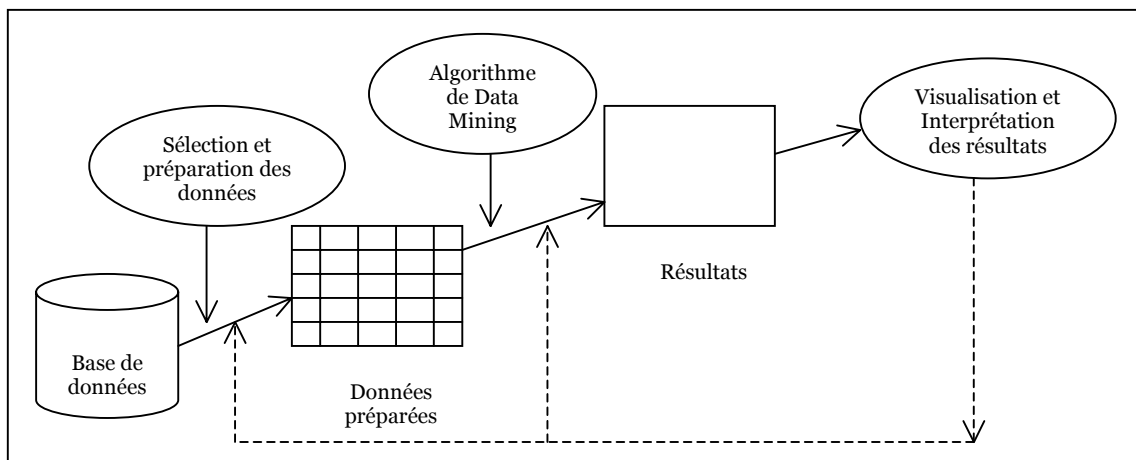 Sélection et
préparation des
données
Algorithme
de Data
Mining
Visualisation et
Interprétation
des résultats
Base de
données
Données
préparées
Résultats